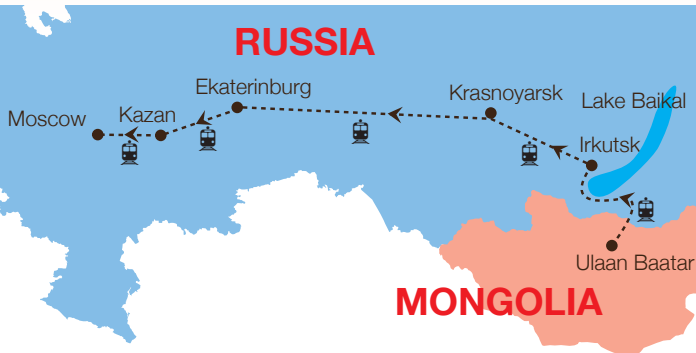 RUSSIA
Ekaterinburg
Krasnoyarsk
Lake Baikal
Moscow
Kazan
Irkutsk
Ulaan Baatar
MONGOLIA